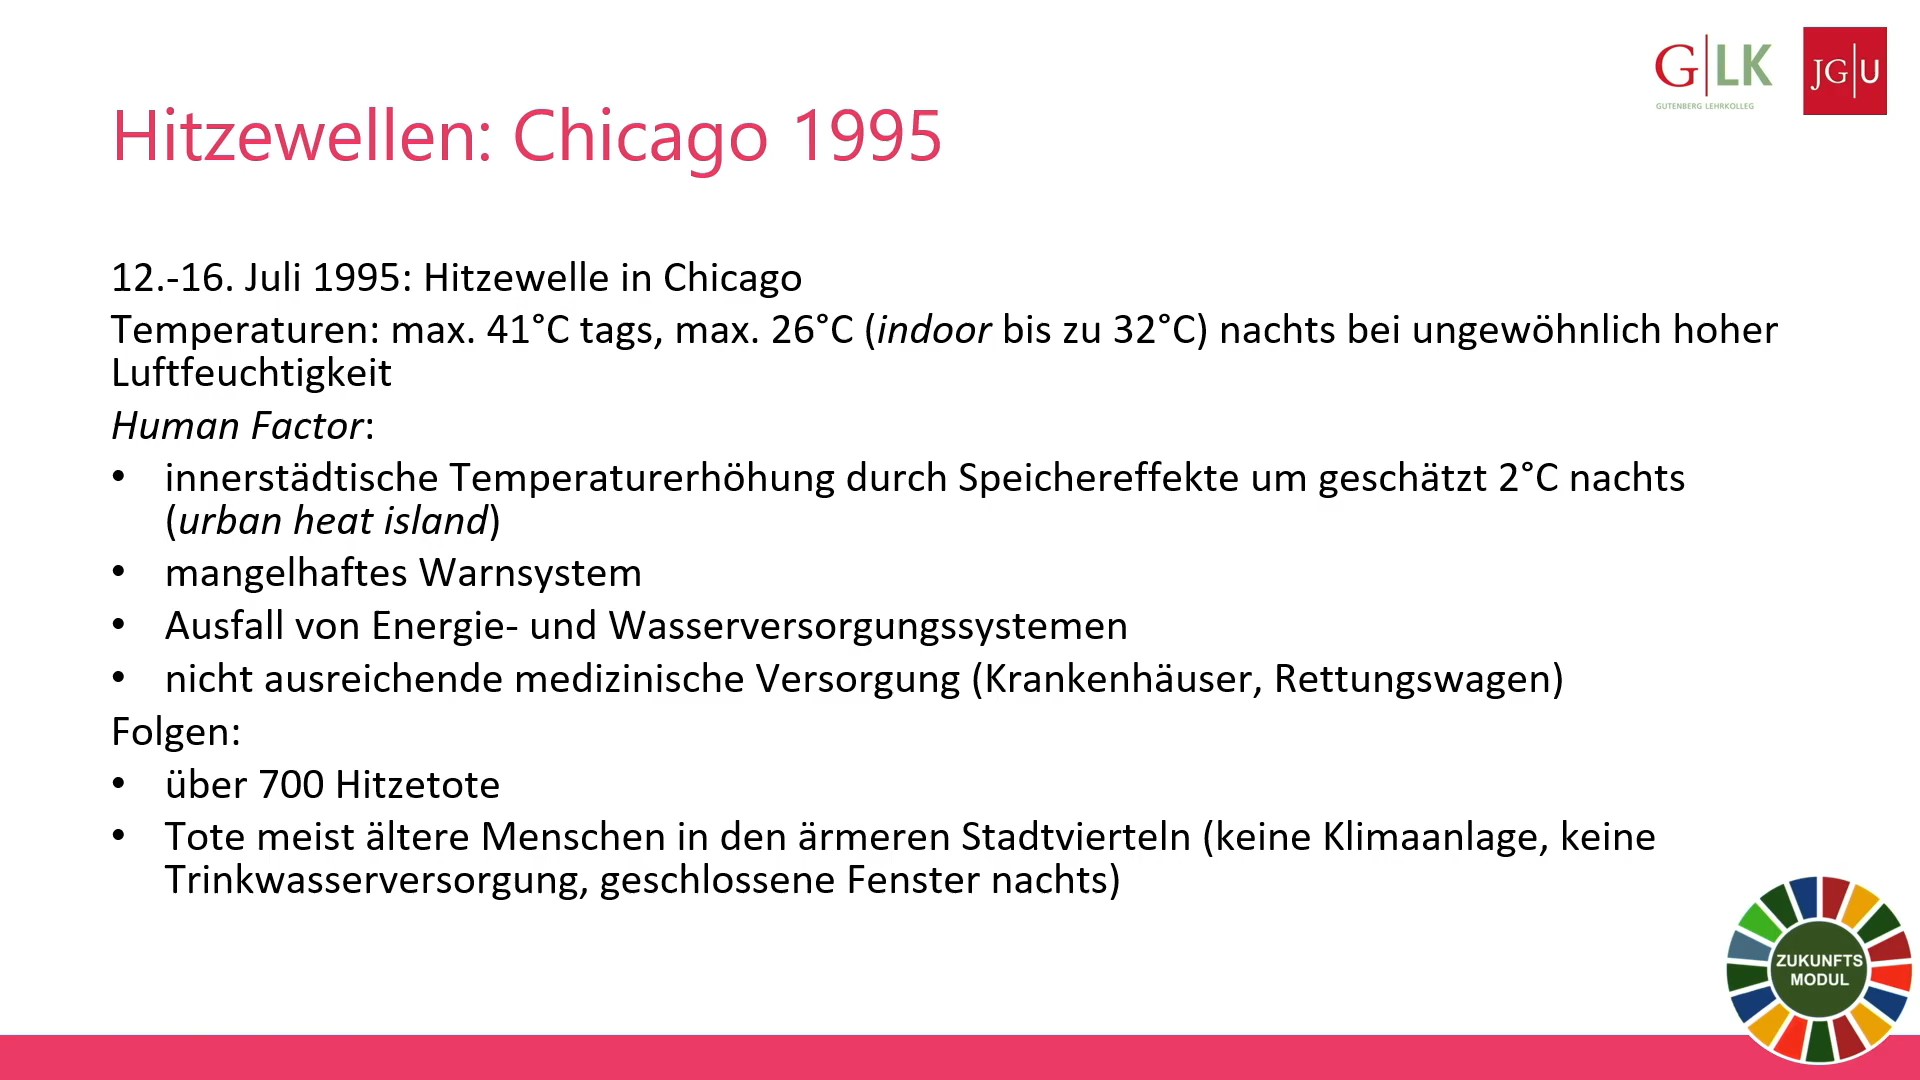 G|LK
GUTENBERG LEHRKOLLEG
JG|U
Hitzewellen: Chicago 1995
12.-16. Juli 1995: Hitzewelle in Chicago
Temperaturen: max. 41°C tags, max. 26°C (indoor bis zu 32°C) nachts bei ungewöhnlich hoher
Luftfeuchtigkeit
Human Factor:
• innerstädtische Temperaturerhöhung durch Speichereffekte um geschätzt 2°C nachts
(urban heat island)
• mangelhaftes Warnsystem
• Ausfall von Energie- und Wasserversorgungssystemen
• nicht ausreichende medizinische Versorgung (Krankenhäuser, Rettungswagen)
Folgen:
• über 700 Hitzetote
• Tote meist ältere Menschen in den ärmeren Stadtvierteln (keine Klimaanlage, keine
Trinkwasserversorgung, geschlossene Fenster nachts)
ZUKUNFTS
MODUL